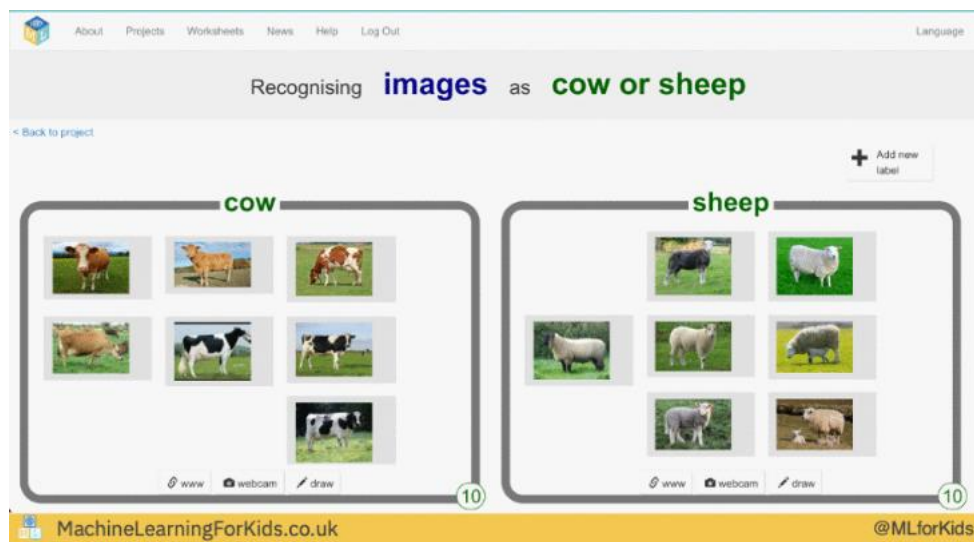 About Projects Worksheets News Help Log Out Language
Recognising images as cow or sheep
< Back to project
Add new
label
cow
sheep
www webcam draw
10
www webcam draw
10
MachineLearningForKids.co.uk @MLforKids